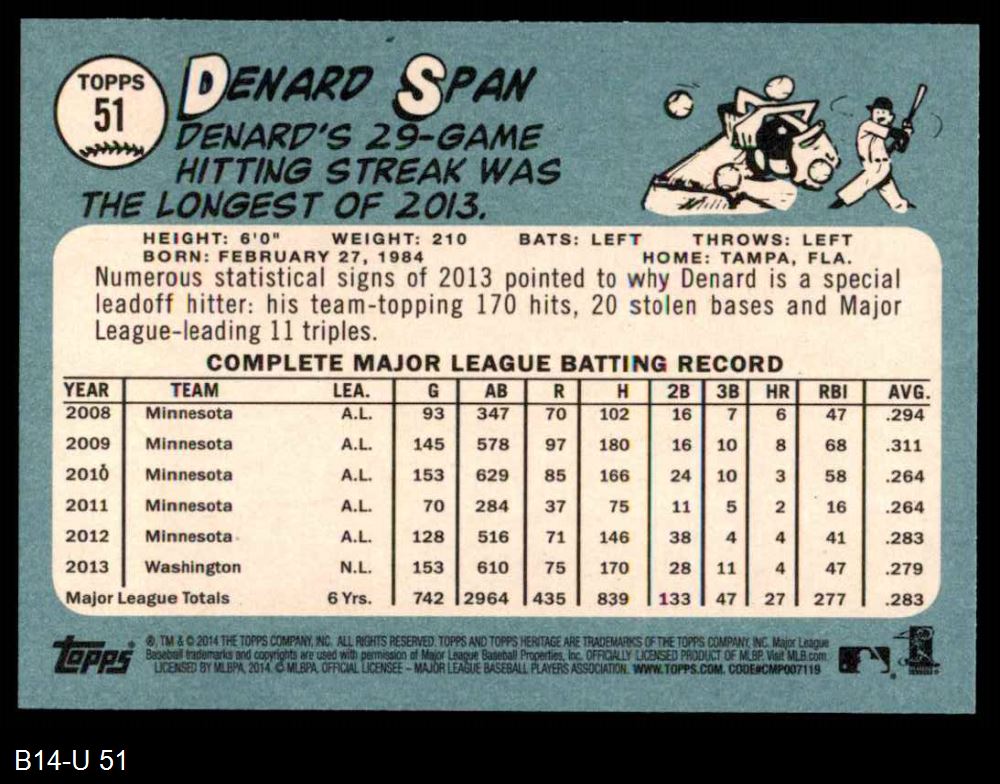 TOPPS
51
DENARD SPAN
DENARD'S 29-GAME
HITTING STREAK WAS
THE LONGEST OF 2013.
HEIGHT: 6'0" WEIGHT: 210 BATS: LEFT THROWS: LEFT
BORN: FEBRUARY 27, 1984 HOME: TAMPA, FLA.
Numerous statistical signs of 2013 pointed to why Denard is a special
leadoff hitter: his team-topping 170 hits, 20 stolen bases and Major
League-leading 11 triples.
COMPLETE MAJOR LEAGUE BATTING RECORD
YEAR TEAM LEA. G AB R H 2B 3B HR RBI AVG.
2008 Minnesota A.L. 93 347 70 102 16 7 6 47 .294
2009 Minnesota A.L. 145 578 97 180 16 10 8 68 .311
2010 Minnesota A.L. 153 629 85 166 24 10 3 58 .264
2011 Minnesota A.L. 70 284 37 75 11 5 2 16 .264
2012 Minnesota A.L. 128 516 71 146 38 4 4 41 .283
2013 Washington N.L. 153 610 75 170 28 11 4 47 .279
Major League Totals 6 Yrs. 742 2964 435 839 133 47 27 277 .283
topps
®, TM & © 2014 THE TOPPS COMPANY, INC. ALL RIGHTS RESERVED. TOPPS AND TOPPS HERITAGE ARE TRADEMARKS OF THE TOPPS COMPANY, INC. Major League
Baseball trademarks and copyrights are used with permission of Major League Baseball Properties, Inc. OFFICIALLY LICENSED PRODUCT OF MLBP. Visit MLB.com
LICENSED BY MLBPA, 2014. © MLBPA. OFFICIAL LICENSEE – MAJOR LEAGUE BASEBALL PLAYERS ASSOCIATION. WWW.TOPPS.COM. CODE#CMP007119
B14-U 51